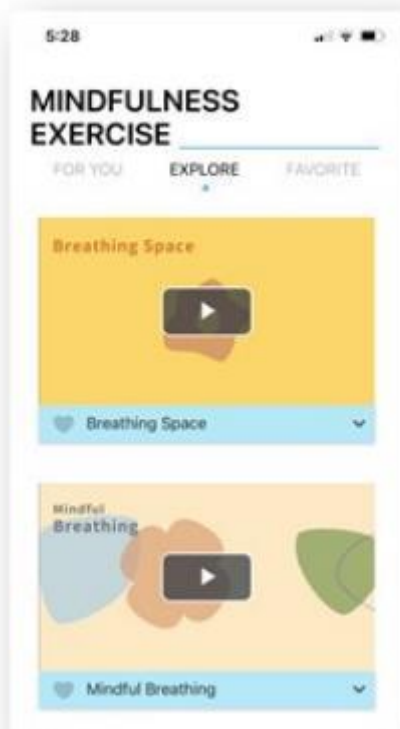 5:28
MINDFULNESS
EXERCISE
FOR YOU EXPLORE FAVORITE
Breathing Space
Breathing Space
Mindful
Breathing
Mindful Breathing